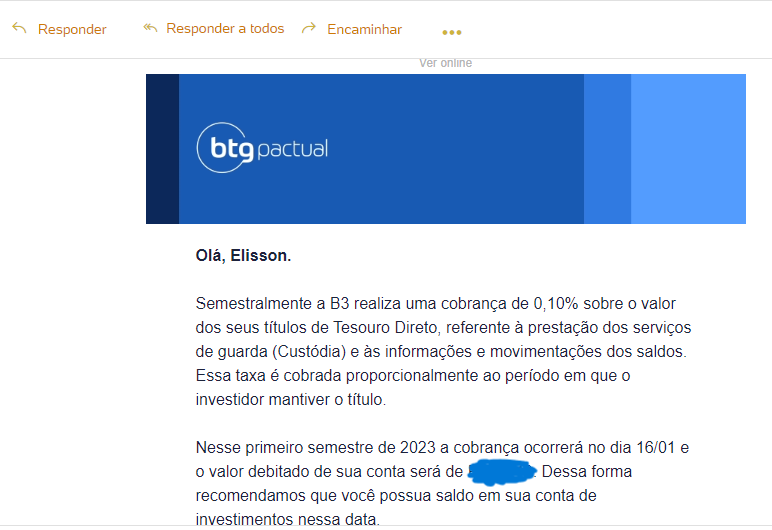 Responder Responder a todos Encaminhar
Ver online
btg pactual
Olá, Elisson.
Semestralmente a B3 realiza uma cobrança de 0,10% sobre o valor
dos seus títulos de Tesouro Direto, referente à prestação dos serviços
de guarda (Custódia) e às informações e movimentações dos saldos.
Essa taxa é cobrada proporcionalmente ao período em que o
investidor mantiver o título.
Nesse primeiro semestre de 2023 a cobrança ocorrerá no dia 16/01 e
o valor debitado de sua conta será de . Dessa forma
recomendamos que você possua saldo em sua conta de
investimentos nessa data.